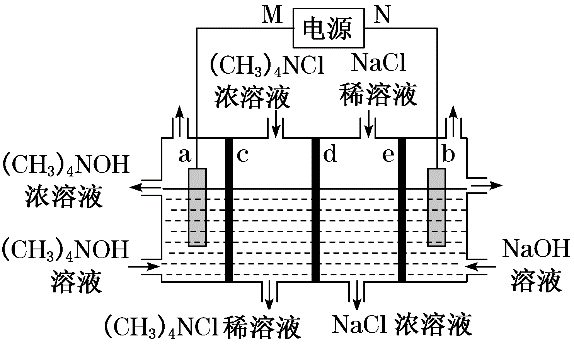 M 电源 N
(CH₃)₄NCl
浓溶液
NaCl
稀溶液
a c d e b
(CH₃)₄NOH
浓溶液
(CH₃)₄NOH
溶液
NaOH
溶液
(CH₃)₄NCl稀溶液
NaCl 浓溶液